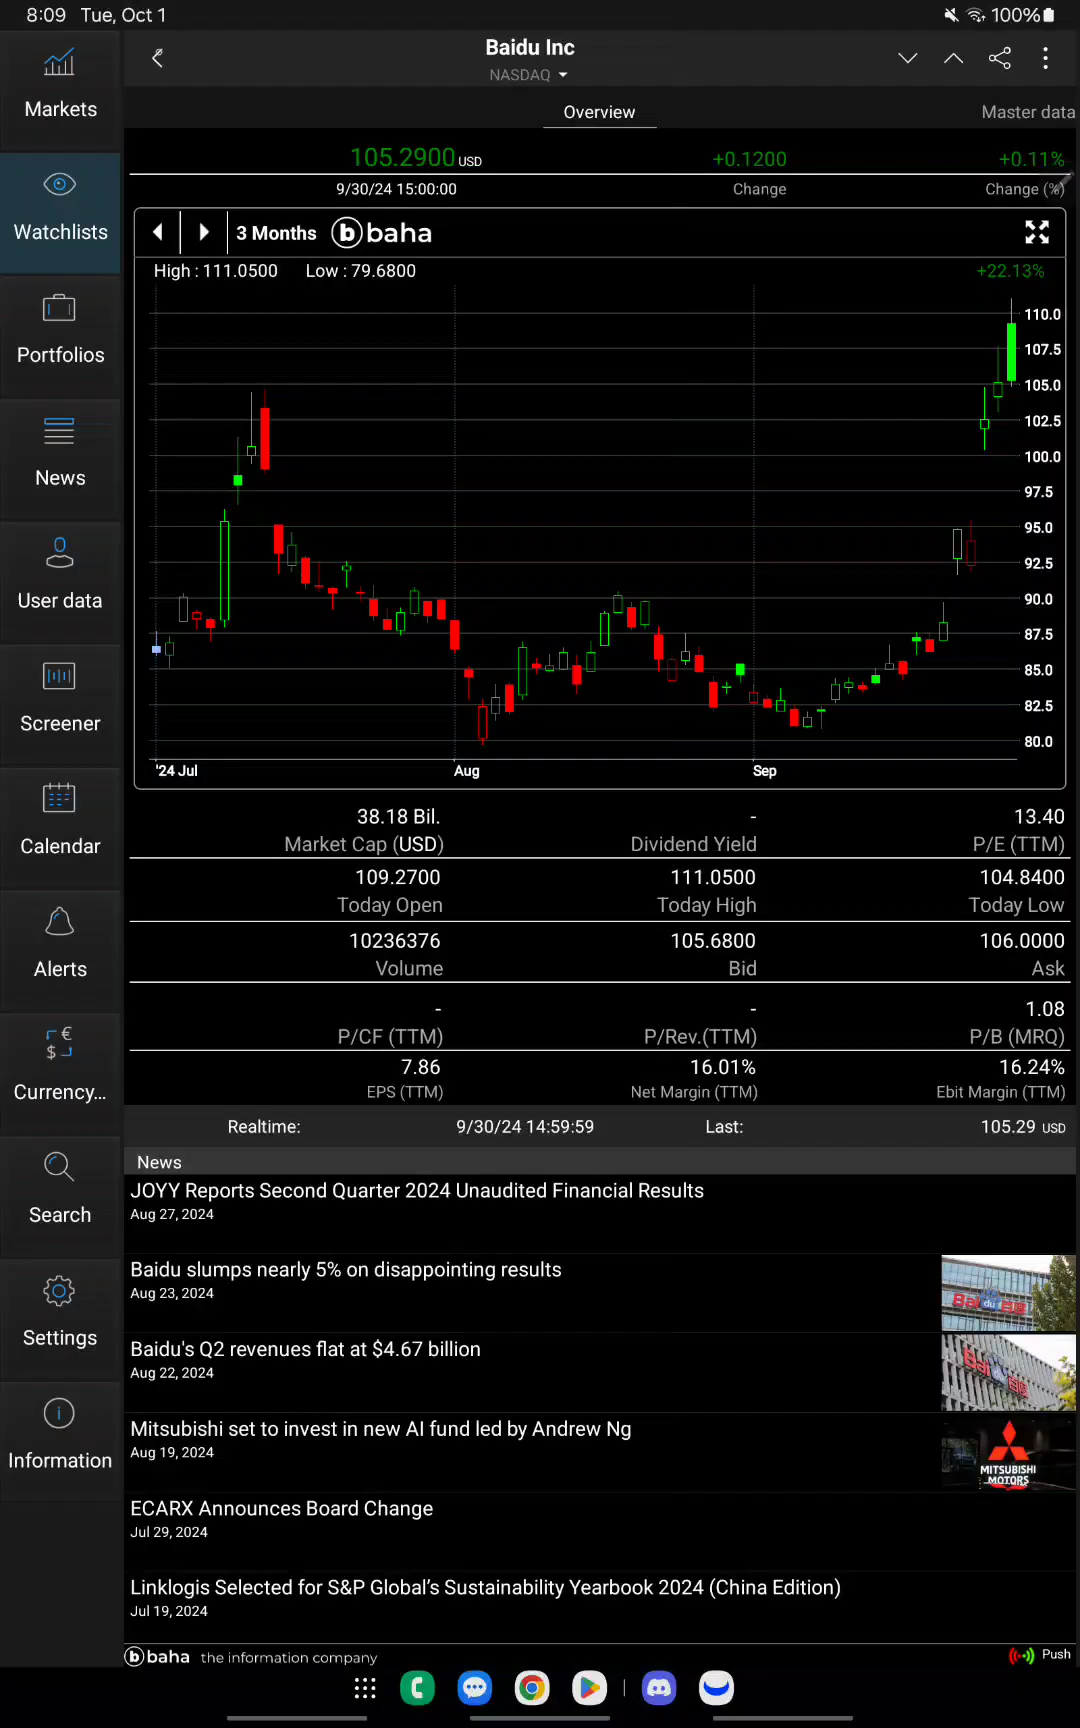 8:09 Tue, Oct 1 100%
Markets
Watchlists
Portfolios
News
User data
Screener
Calendar
Alerts
€
$
Currency...
Search
Settings
Information
Baidu Inc
NASDAQ
Overview Master data
105.2900 USD +0.1200 +0.11%
9/30/24 15:00:00 Change Change (%)
3 Months b baha
High : 111.0500 Low : 79.6800 +22.13%
110.0
107.5
105.0
102.5
100.0
97.5
95.0
92.5
90.0
87.5
85.0
82.5
80.0
'24 Jul Aug Sep
38.18 Bil. - 13.40
Market Cap (USD) Dividend Yield P/E (TTM)
109.2700 111.0500 104.8400
Today Open Today High Today Low
10236376 105.6800 106.0000
Volume Bid Ask
- - 1.08
P/CF (TTM) P/Rev.(TTM) P/B (MRQ)
7.86 16.01% 16.24%
EPS (TTM) Net Margin (TTM) Ebit Margin (TTM)
Realtime: 9/30/24 14:59:59 Last: 105.29 USD
News
JOYY Reports Second Quarter 2024 Unaudited Financial Results
Aug 27, 2024
Baidu slumps nearly 5% on disappointing results
Aug 23, 2024
Baidu's Q2 revenues flat at $4.67 billion
Aug 22, 2024
Mitsubishi set to invest in new AI fund led by Andrew Ng
Aug 19, 2024
MITSUBISHI
MOTORS
ECARX Announces Board Change
Jul 29, 2024
Linklogis Selected for S&P Global’s Sustainability Yearbook 2024 (China Edition)
Jul 19, 2024
b baha the information company Push